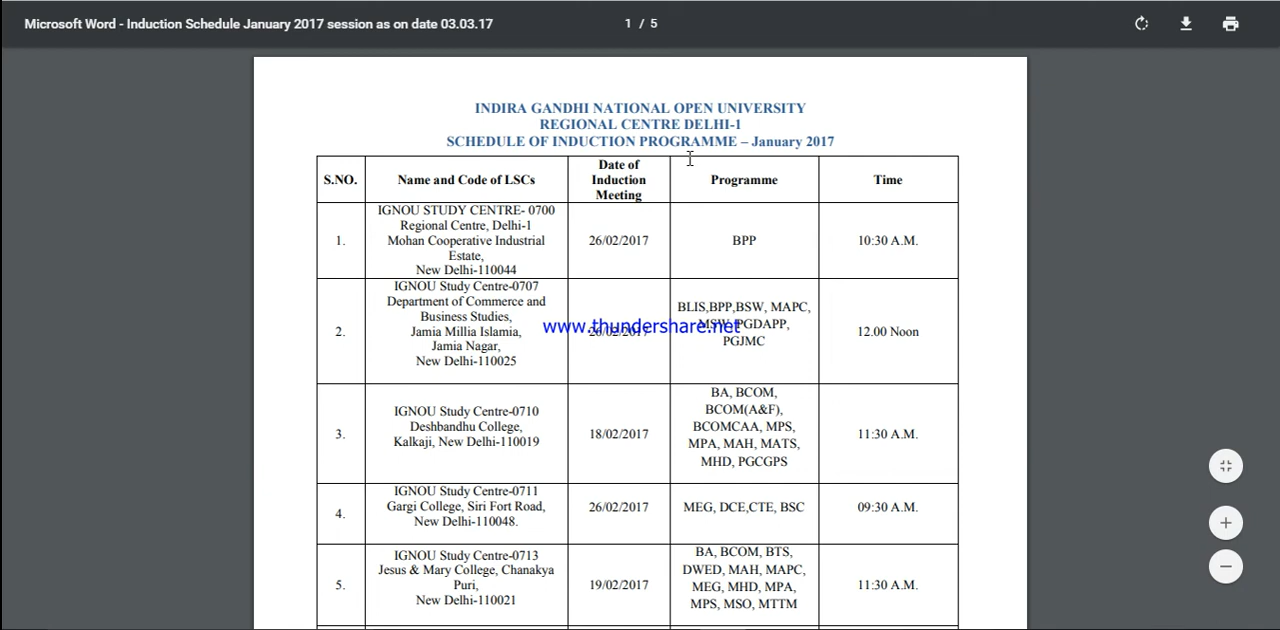 Microsoft Word - Induction Schedule January 2017 session as on date 03.03.17
1 / 5
INDIRA GANDHI NATIONAL OPEN UNIVERSITY
REGIONAL CENTRE DELHI-1
SCHEDULE OF INDUCTION PROGRAMME – January 2017
S.NO.
Name and Code of LSCs
Date of
Induction
Meeting
Programme
Time
1.
IGNOU STUDY CENTRE- 0700
Regional Centre, Delhi-1
Mohan Cooperative Industrial
Estate,
New Delhi-110044
26/02/2017
BPP
10:30 A.M.
2.
IGNOU Study Centre-0707
Department of Commerce and
Business Studies,
Jamia Millia Islamia,
Jamia Nagar,
New Delhi-110025
26/02/2017
www.thundershare.net
BLIS,BPP,BSW, MAPC,
MSW, PGDAPP,
PGJMC
12.00 Noon
3.
IGNOU Study Centre-0710
Deshbandhu College,
Kalkaji, New Delhi-110019
18/02/2017
BA, BCOM,
BCOM(A&F),
BCOMCAA, MPS,
MPA, MAH, MATS,
MHD, PGCGPS
11:30 A.M.
4.
IGNOU Study Centre-0711
Gargi College, Siri Fort Road,
New Delhi-110048.
26/02/2017
MEG, DCE,CTE, BSC
09:30 A.M.
5.
IGNOU Study Centre-0713
Jesus & Mary College, Chanakya
Puri,
New Delhi-110021
19/02/2017
BA, BCOM, BTS,
DWED, MAH, MAPC,
MEG, MHD, MPA,
MPS, MSO, MTTM
11:30 A.M.